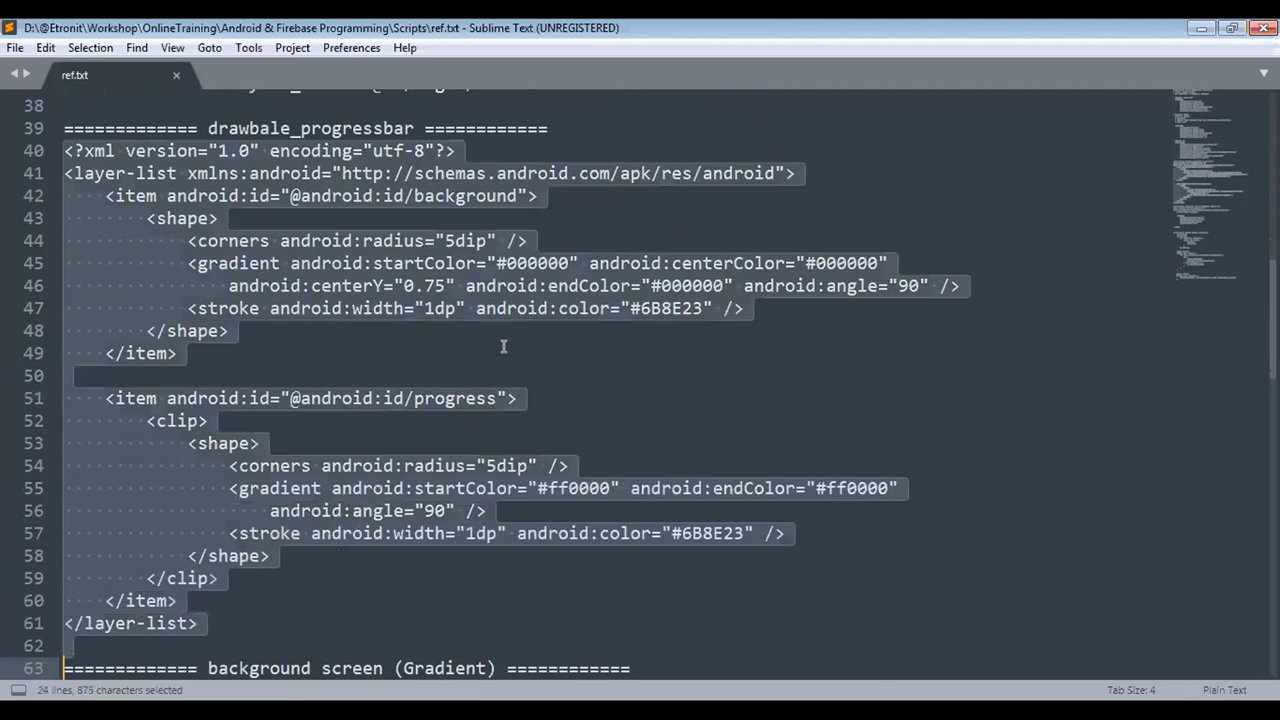 D:\@Etronit\Workshop\OnlineTraining\Android & Firebase Programming\Scripts\ref.txt - Sublime Text (UNREGISTERED)
File Edit Selection Find View Goto Tools Project Preferences Help
ref.txt
38
39 ============= drawbale_progressbar ============
40 <?xml version="1.0" encoding="utf-8"?>
41 <layer-list xmlns:android="http://schemas.android.com/apk/res/android">
42     <item android:id="@android:id/background">
43         <shape>
44             <corners android:radius="5dip" />
45             <gradient android:startColor="#000000" android:centerColor="#000000"
46                 android:centerY="0.75" android:endColor="#000000" android:angle="90" />
47             <stroke android:width="1dp" android:color="#6B8E23" />
48         </shape>
49     </item>
50
51     <item android:id="@android:id/progress">
52         <clip>
53             <shape>
54                 <corners android:radius="5dip" />
55                 <gradient android:startColor="#ff0000" android:endColor="#ff0000"
56                     android:angle="90" />
57                 <stroke android:width="1dp" android:color="#6B8E23" />
58             </shape>
59         </clip>
60     </item>
61 </layer-list>
62
63 ============= background screen (Gradient) ============
24 lines, 875 characters selected
Tab Size: 4
Plain Text